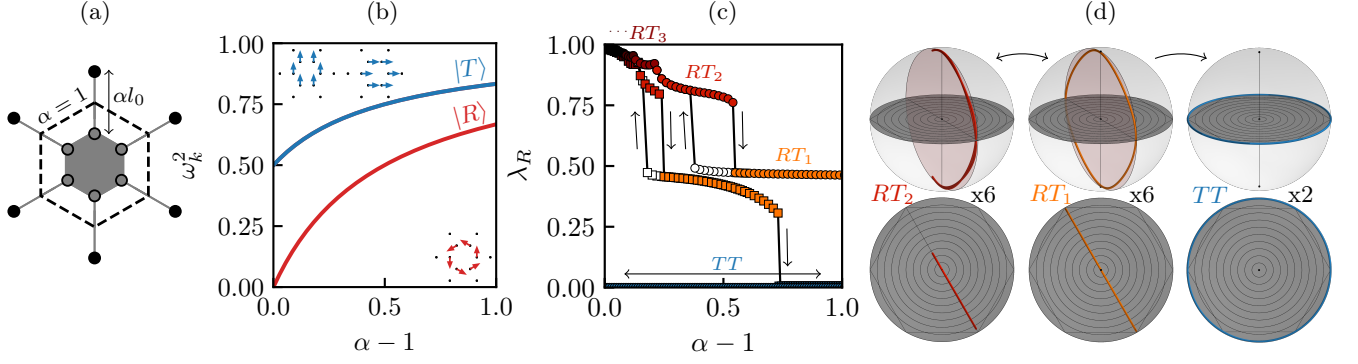 (a)
(b)
(c)
(d)
α = 1
αl₀
ω²ₖ
1.00
0.75
0.50
0.25
0.00
0.0
0.5
1.0
α − 1
|T⟩
|R⟩
λ_R
1.00
0.75
0.50
0.25
0.00
0.0
0.5
1.0
α − 1
··· RT₃
RT₂
RT₁
TT
RT₂ x6
RT₁ x6
TT x2